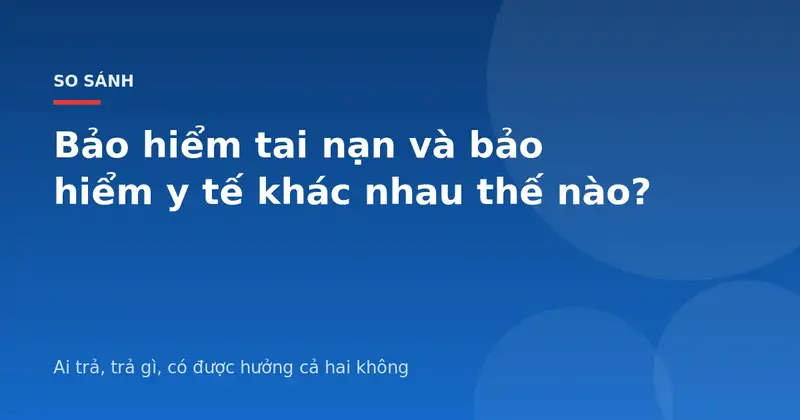 SO SÁNH
Bảo hiểm tai nạn và bảo
hiểm y tế khác nhau thế nào?
Ai trả, trả gì, có được hưởng cả hai không